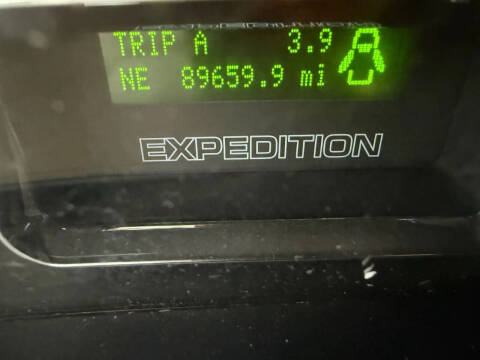 TRIP A 3.9
NE 89659.9 mi
EXPEDITION